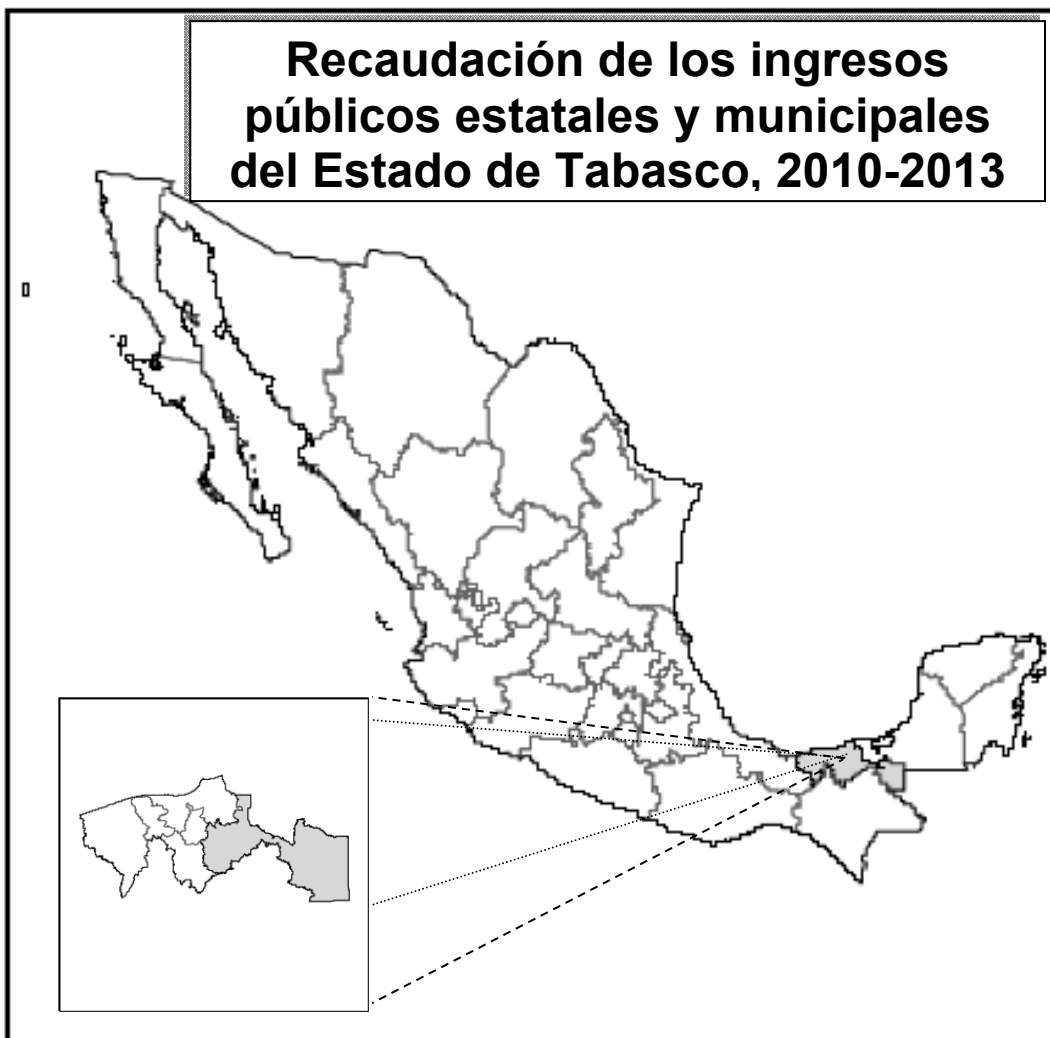 Recaudación de los ingresos
públicos estatales y municipales
del Estado de Tabasco, 2010-2013